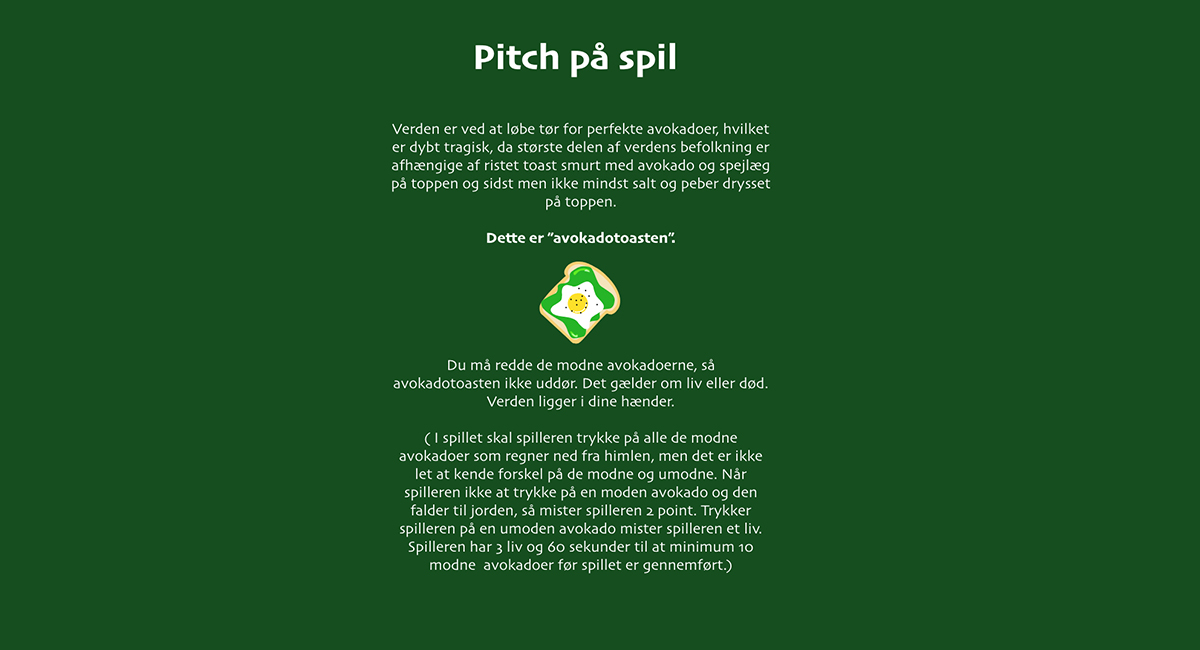 Pitch på spil
Verden er ved at løbe tør for perfekte avokadoer, hvilket
er dybt tragisk, da største delen af verdens befolkning er
afhængige af ristet toast smurt med avokado og spejlæg
på toppen og sidst men ikke mindst salt og peber drysset
på toppen.
Dette er “avokadotoasten”.
Du må redde de modne avokadoerne, så
avokadotoasten ikke uddør. Det gælder om liv eller død.
Verden ligger i dine hænder.
( I spillet skal spilleren trykke på alle de modne
avokadoer som regner ned fra himlen, men det er ikke
let at kende forskel på de modne og umodne. Når
spilleren ikke at trykke på en moden avokado og den
falder til jorden, så mister spilleren 2 point. Trykker
spilleren på en umoden avokado mister spilleren et liv.
Spilleren har 3 liv og 60 sekunder til at minimum 10
modne  avokadoer før spillet er gennemført.)